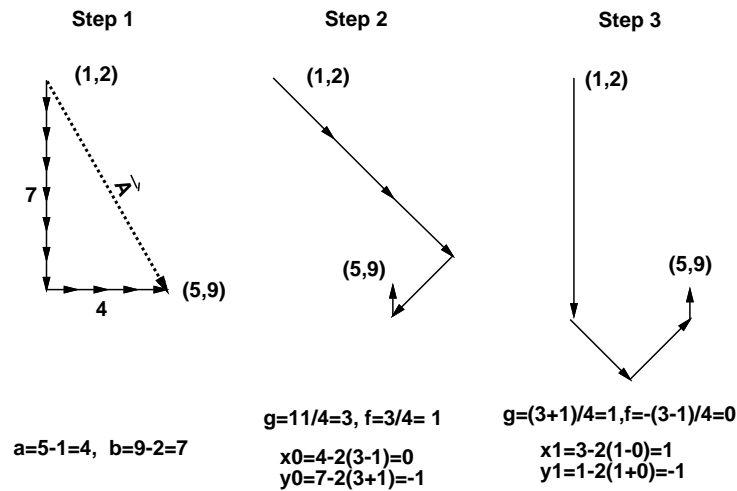 Step 1
(1,2)
7
A
(5,9)
4
a=5-1=4, b=9-2=7
Step 2
(1,2)
(5,9)
g=11/4=3, f=3/4= 1
x0=4-2(3-1)=0
y0=7-2(3+1)=-1
Step 3
(1,2)
(5,9)
g=(3+1)/4=1,f=-(3-1)/4=0
x1=3-2(1-0)=1
y1=1-2(1+0)=-1